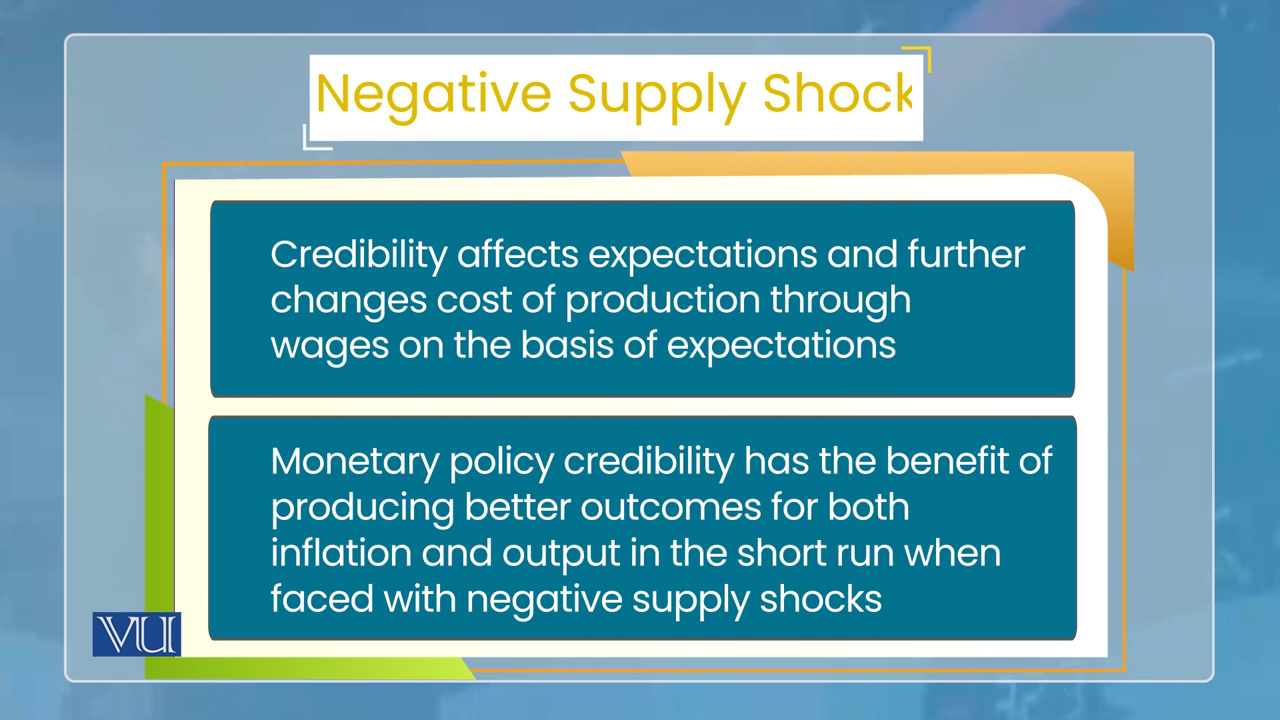 Negative Supply Shock
Credibility affects expectations and further
changes cost of production through
wages on the basis of expectations
Monetary policy credibility has the benefit of
producing better outcomes for both
inflation and output in the short run when
faced with negative supply shocks
VU